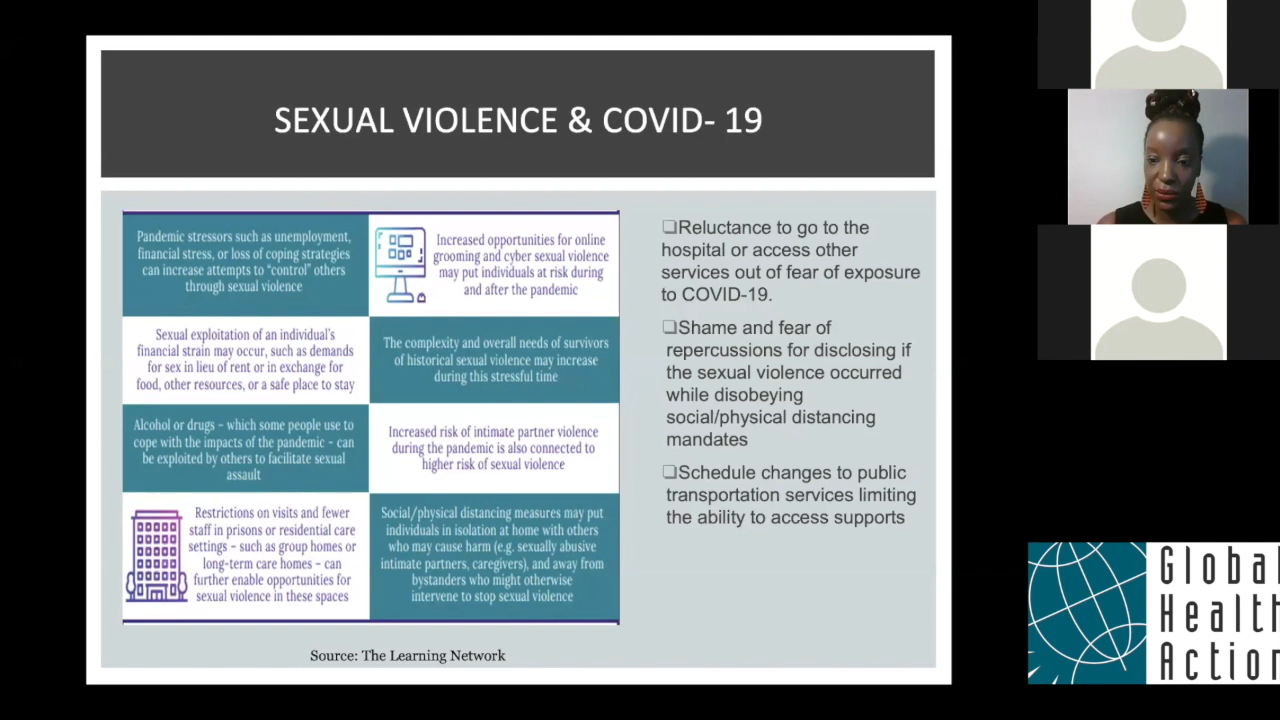 SEXUAL VIOLENCE & COVID- 19
Pandemic stressors such as unemployment,
financial stress, or loss of coping strategies
can increase attempts to "control" others
through sexual violence
Increased opportunities for online
grooming and cyber sexual violence
may put individuals at risk during
and after the pandemic
Sexual exploitation of an individual's
financial strain may occur, such as demands
for sex in lieu of rent or in exchange for
food, other resources, or a safe place to stay
The complexity and overall needs of survivors
of historical sexual violence may increase
during this stressful time
Alcohol or drugs – which some people use to
cope with the impacts of the pandemic – can
be exploited by others to facilitate sexual
assault
Increased risk of intimate partner violence
during the pandemic is also connected to
higher risk of sexual violence
Restrictions on visits and fewer
staff in prisons or residential care
settings – such as group homes or
long-term care homes – can
further enable opportunities for
sexual violence in these spaces
Social/physical distancing measures may put
individuals in isolation at home with others
who may cause harm (e.g. sexually abusive
intimate partners, caregivers), and away from
bystanders who might otherwise
intervene to stop sexual violence
Source: The Learning Network
❑Reluctance to go to the
hospital or access other
services out of fear of exposure
to COVID-19.
❑Shame and fear of
repercussions for disclosing if
the sexual violence occurred
while disobeying
social/physical distancing
mandates
❑Schedule changes to public
transportation services limiting
the ability to access supports
Global
Health
Action